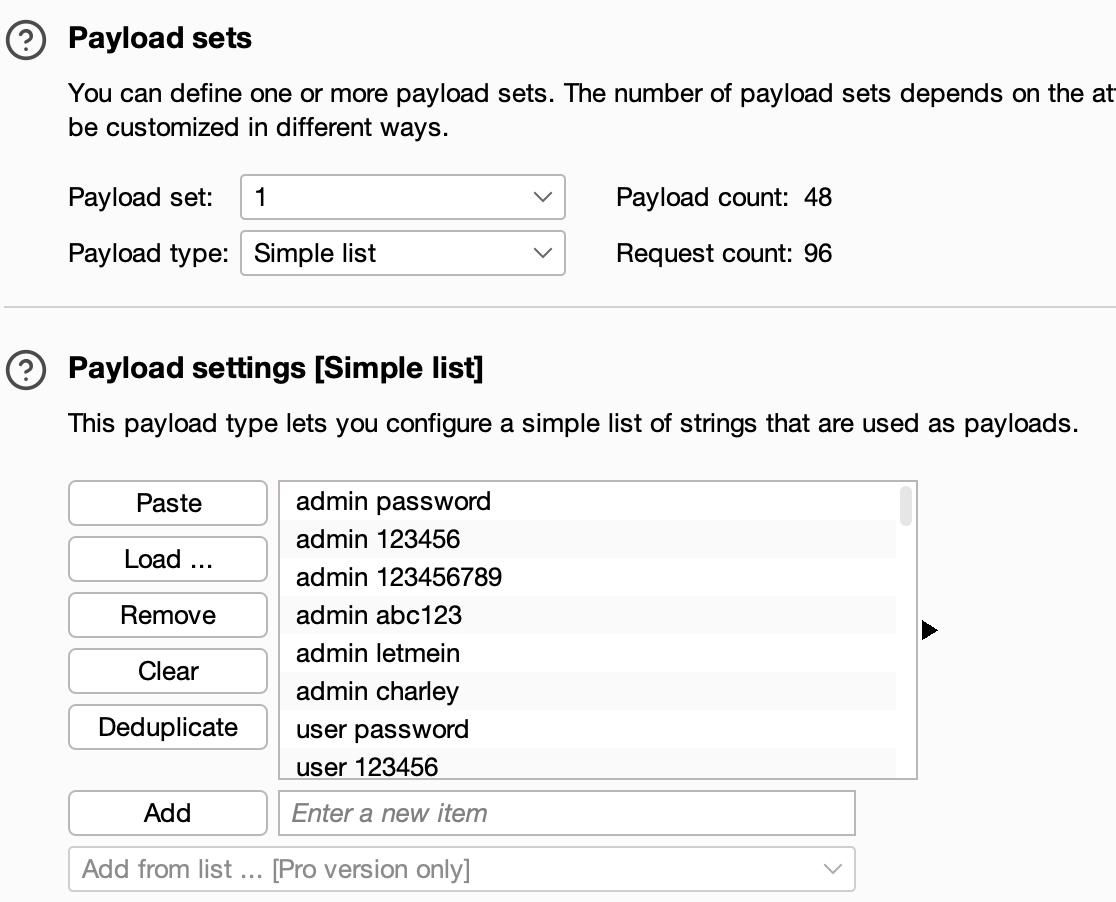 Payload sets
You can define one or more payload sets. The number of payload sets depends on the at
be customized in different ways.
Payload set: 1 Payload count: 48
Payload type: Simple list Request count: 96
Payload settings [Simple list]
This payload type lets you configure a simple list of strings that are used as payloads.
Paste
Load ...
Remove
Clear
Deduplicate
admin password
admin 123456
admin 123456789
admin abc123
admin letmein
admin charley
user password
user 123456
Add Enter a new item
Add from list ... [Pro version only]